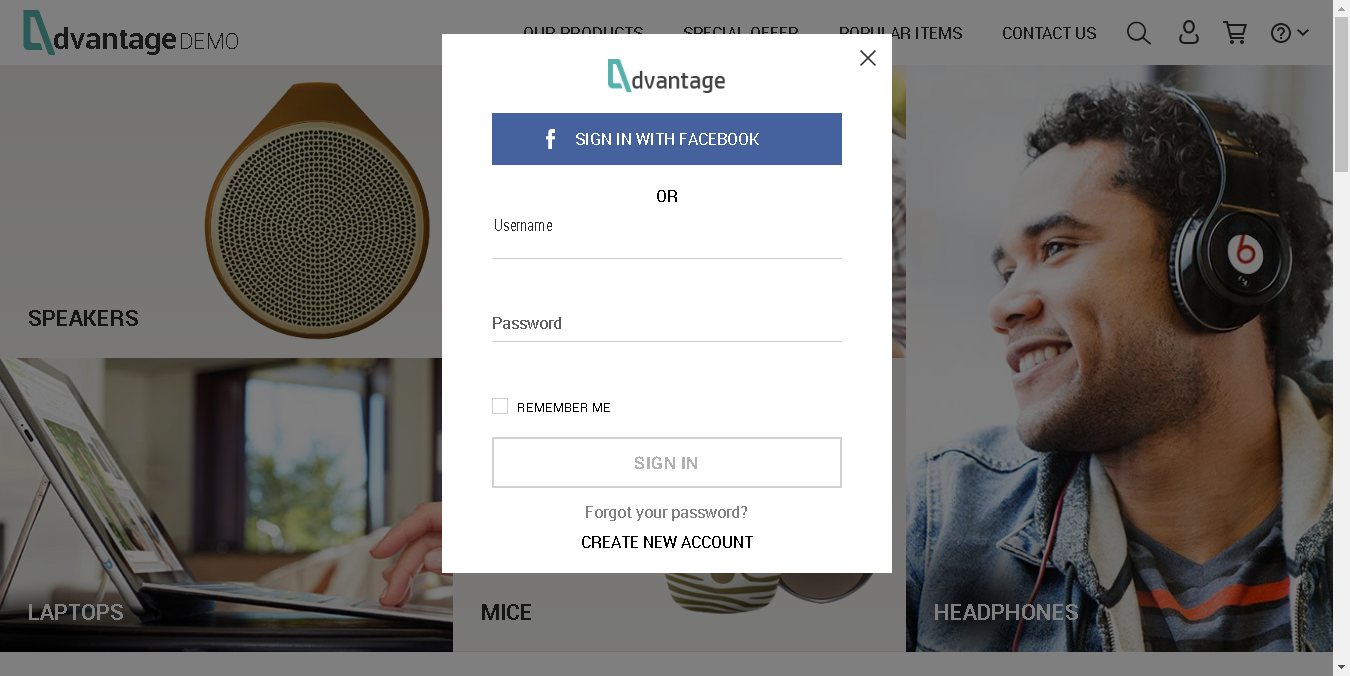 dvantage DEMO
OUR PRODUCTS SPECIAL OFFER POPULAR ITEMS CONTACT US
dvantage
SIGN IN WITH FACEBOOK
OR
Username
SPEAKERS
Password
REMEMBER ME
SIGN IN
Forgot your password?
CREATE NEW ACCOUNT
LAPTOPS
MICE
HEADPHONES